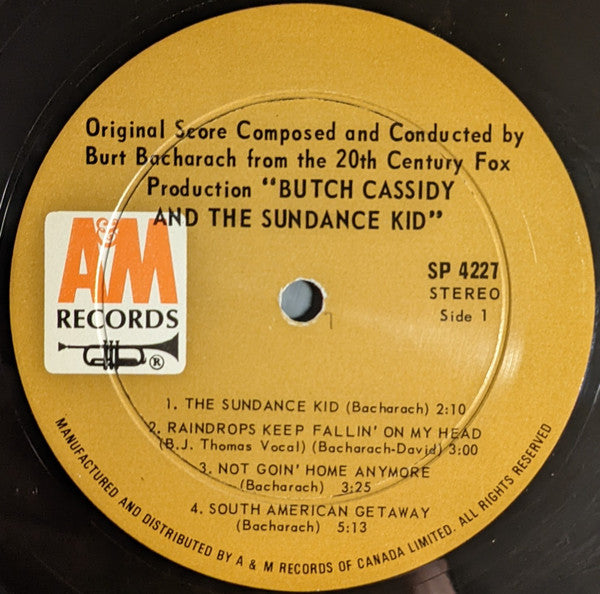 Original Score Composed and Conducted by
Burt Bacharach from the 20th Century Fox
Production "BUTCH CASSIDY
AND THE SUNDANCE KID"
A&M
RECORDS
®
SP 4227
STEREO
Side 1
1. THE SUNDANCE KID (Bacharach) 2:10
2. RAINDROPS KEEP FALLIN' ON MY HEAD
(B.J. Thomas Vocal) (Bacharach-David) 3:00
3. NOT GOIN' HOME ANYMORE
(Bacharach) 3:25
4. SOUTH AMERICAN GETAWAY
(Bacharach) 5:13
MANUFACTURED AND DISTRIBUTED BY A & M RECORDS OF CANADA LIMITED. ALL RIGHTS RESERVED